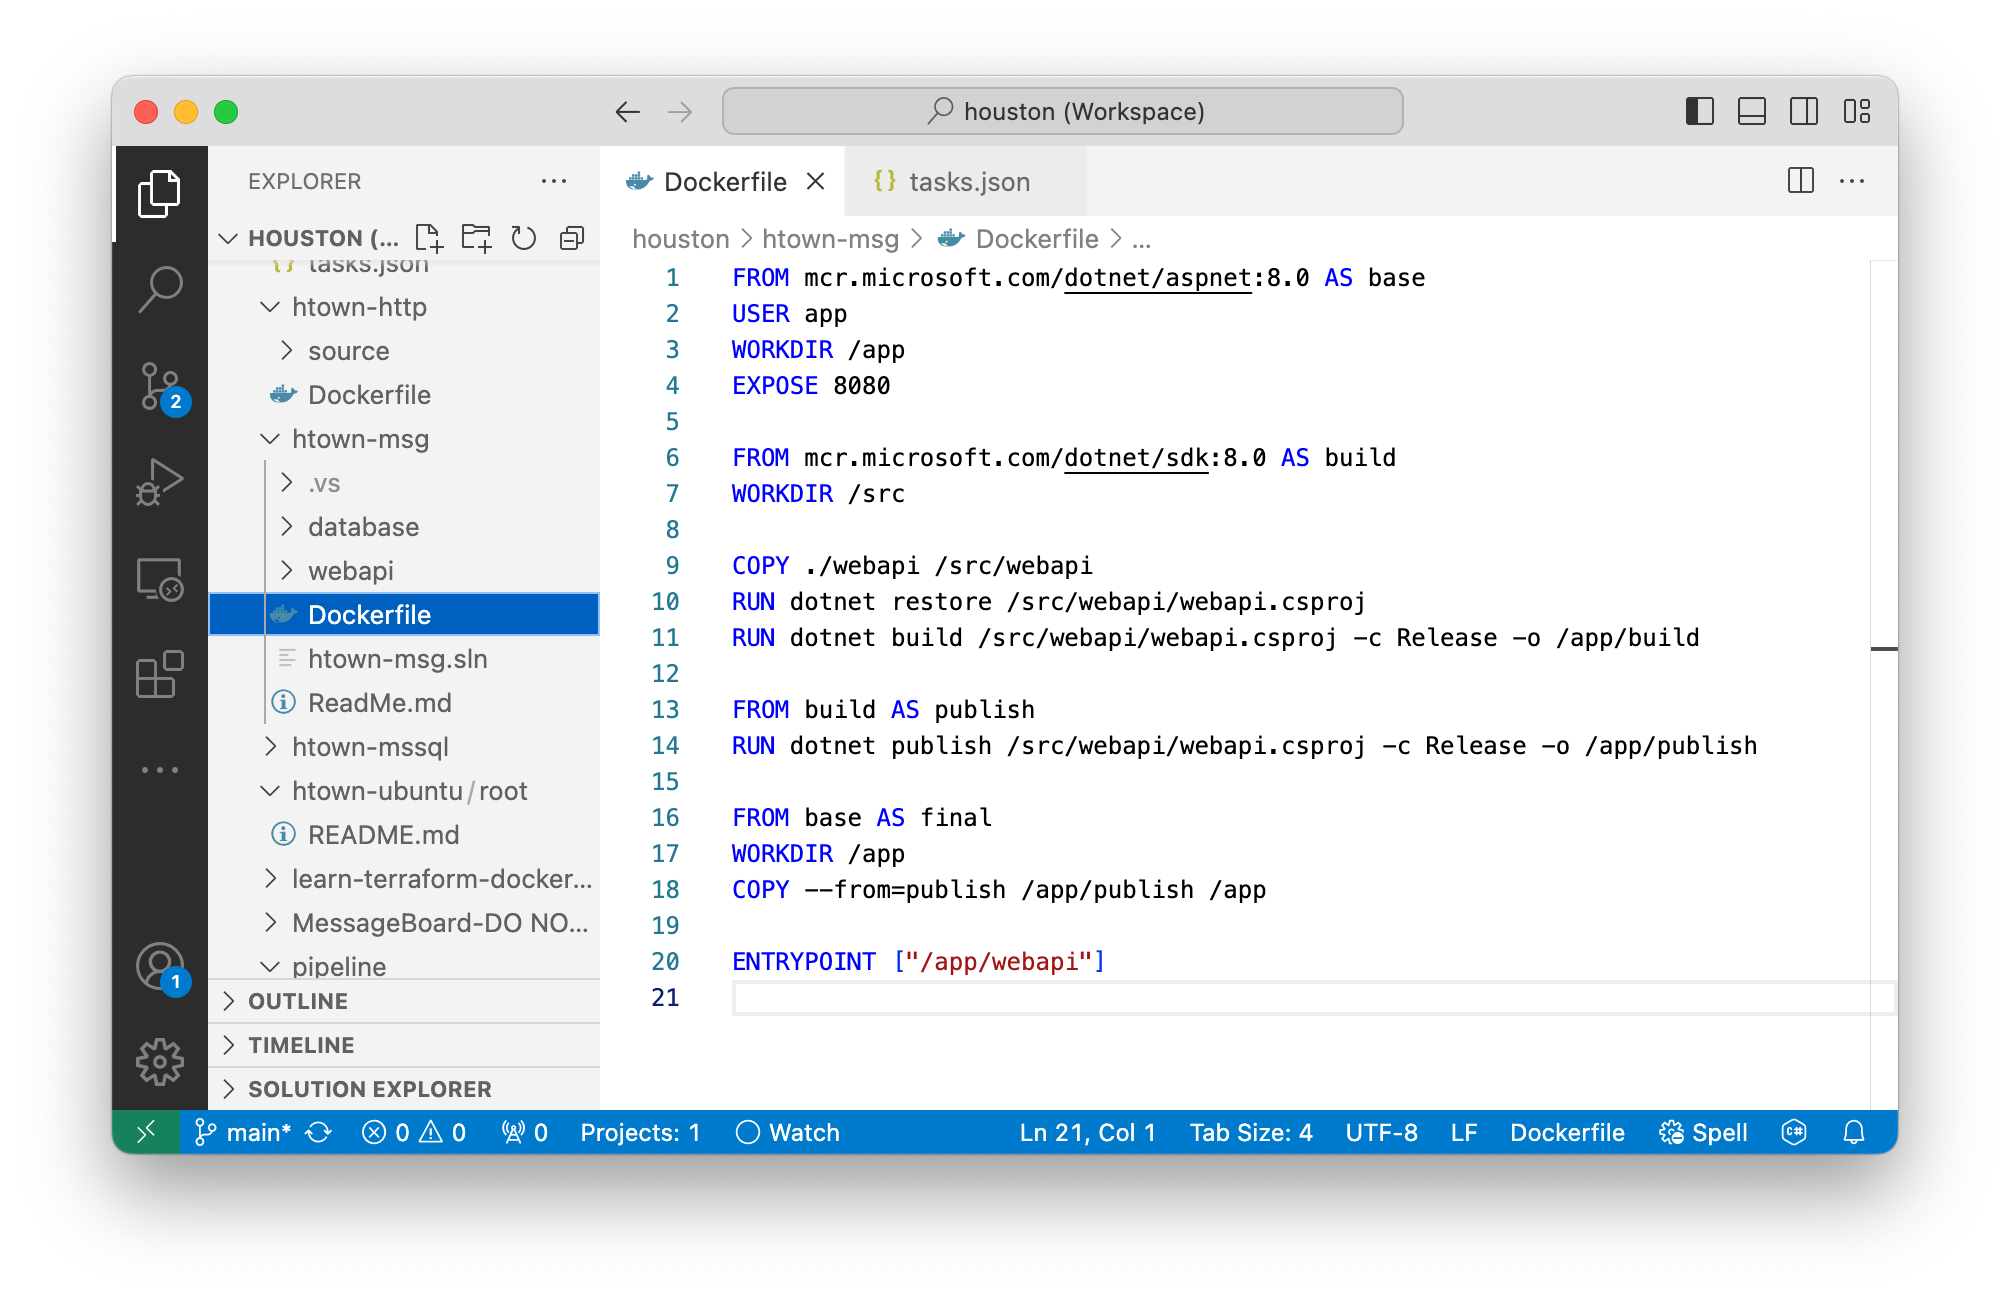 houston (Workspace)
EXPLORER
HOUSTON (...
tasks.json
htown-http
source
Dockerfile
htown-msg
.vs
database
webapi
Dockerfile
htown-msg.sln
ReadMe.md
htown-mssql
htown-ubuntu/root
README.md
learn-terraform-docker...
MessageBoard-DO NO...
pipeline
OUTLINE
TIMELINE
SOLUTION EXPLORER
2
1
Dockerfile
{} tasks.json
houston > htown-msg > Dockerfile > ...
1 FROM mcr.microsoft.com/dotnet/aspnet:8.0 AS base
2 USER app
3 WORKDIR /app
4 EXPOSE 8080
5
6 FROM mcr.microsoft.com/dotnet/sdk:8.0 AS build
7 WORKDIR /src
8
9 COPY ./webapi /src/webapi
10 RUN dotnet restore /src/webapi/webapi.csproj
11 RUN dotnet build /src/webapi/webapi.csproj -c Release -o /app/build
12
13 FROM build AS publish
14 RUN dotnet publish /src/webapi/webapi.csproj -c Release -o /app/publish
15
16 FROM base AS final
17 WORKDIR /app
18 COPY --from=publish /app/publish /app
19
20 ENTRYPOINT ["/app/webapi"]
21
main* 0 0 0 Projects: 1 Watch Ln 21, Col 1 Tab Size: 4 UTF-8 LF Dockerfile Spell